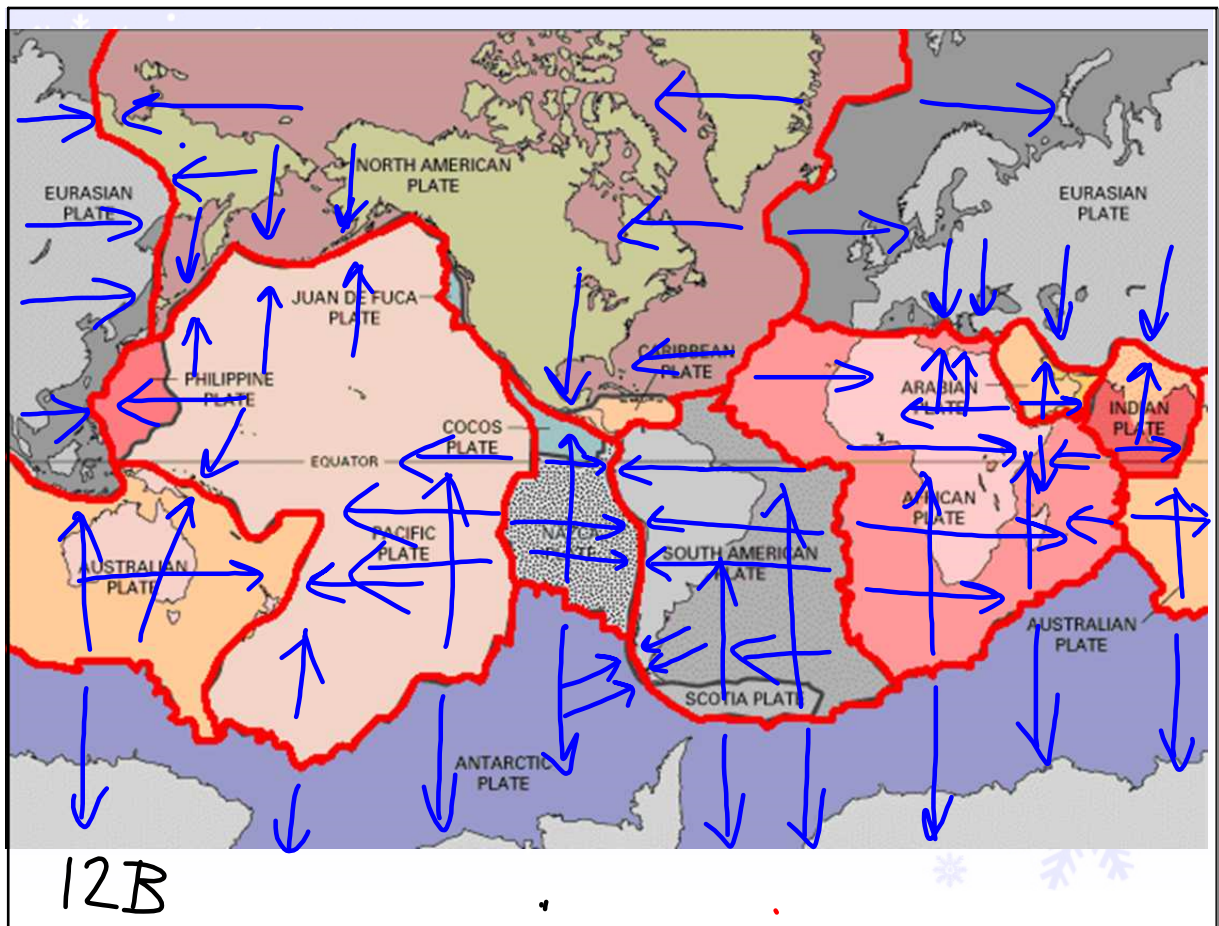 NORTH AMERICAN
PLATE
EURASIAN
PLATE
EURASIAN
PLATE
JUAN DE FUCA
PLATE
CARIBBEAN
PLATE
PHILIPPINE
PLATE
ARABIAN
PLATE
INDIAN
PLATE
COCOS
PLATE
EQUATOR
AFRICAN
PLATE
PACIFIC
PLATE
NAZCA
PLATE
SOUTH AMERICAN
PLATE
AUSTRALIAN
PLATE
AUSTRALIAN
PLATE
SCOTIA PLATE
ANTARCTIC
PLATE
12B